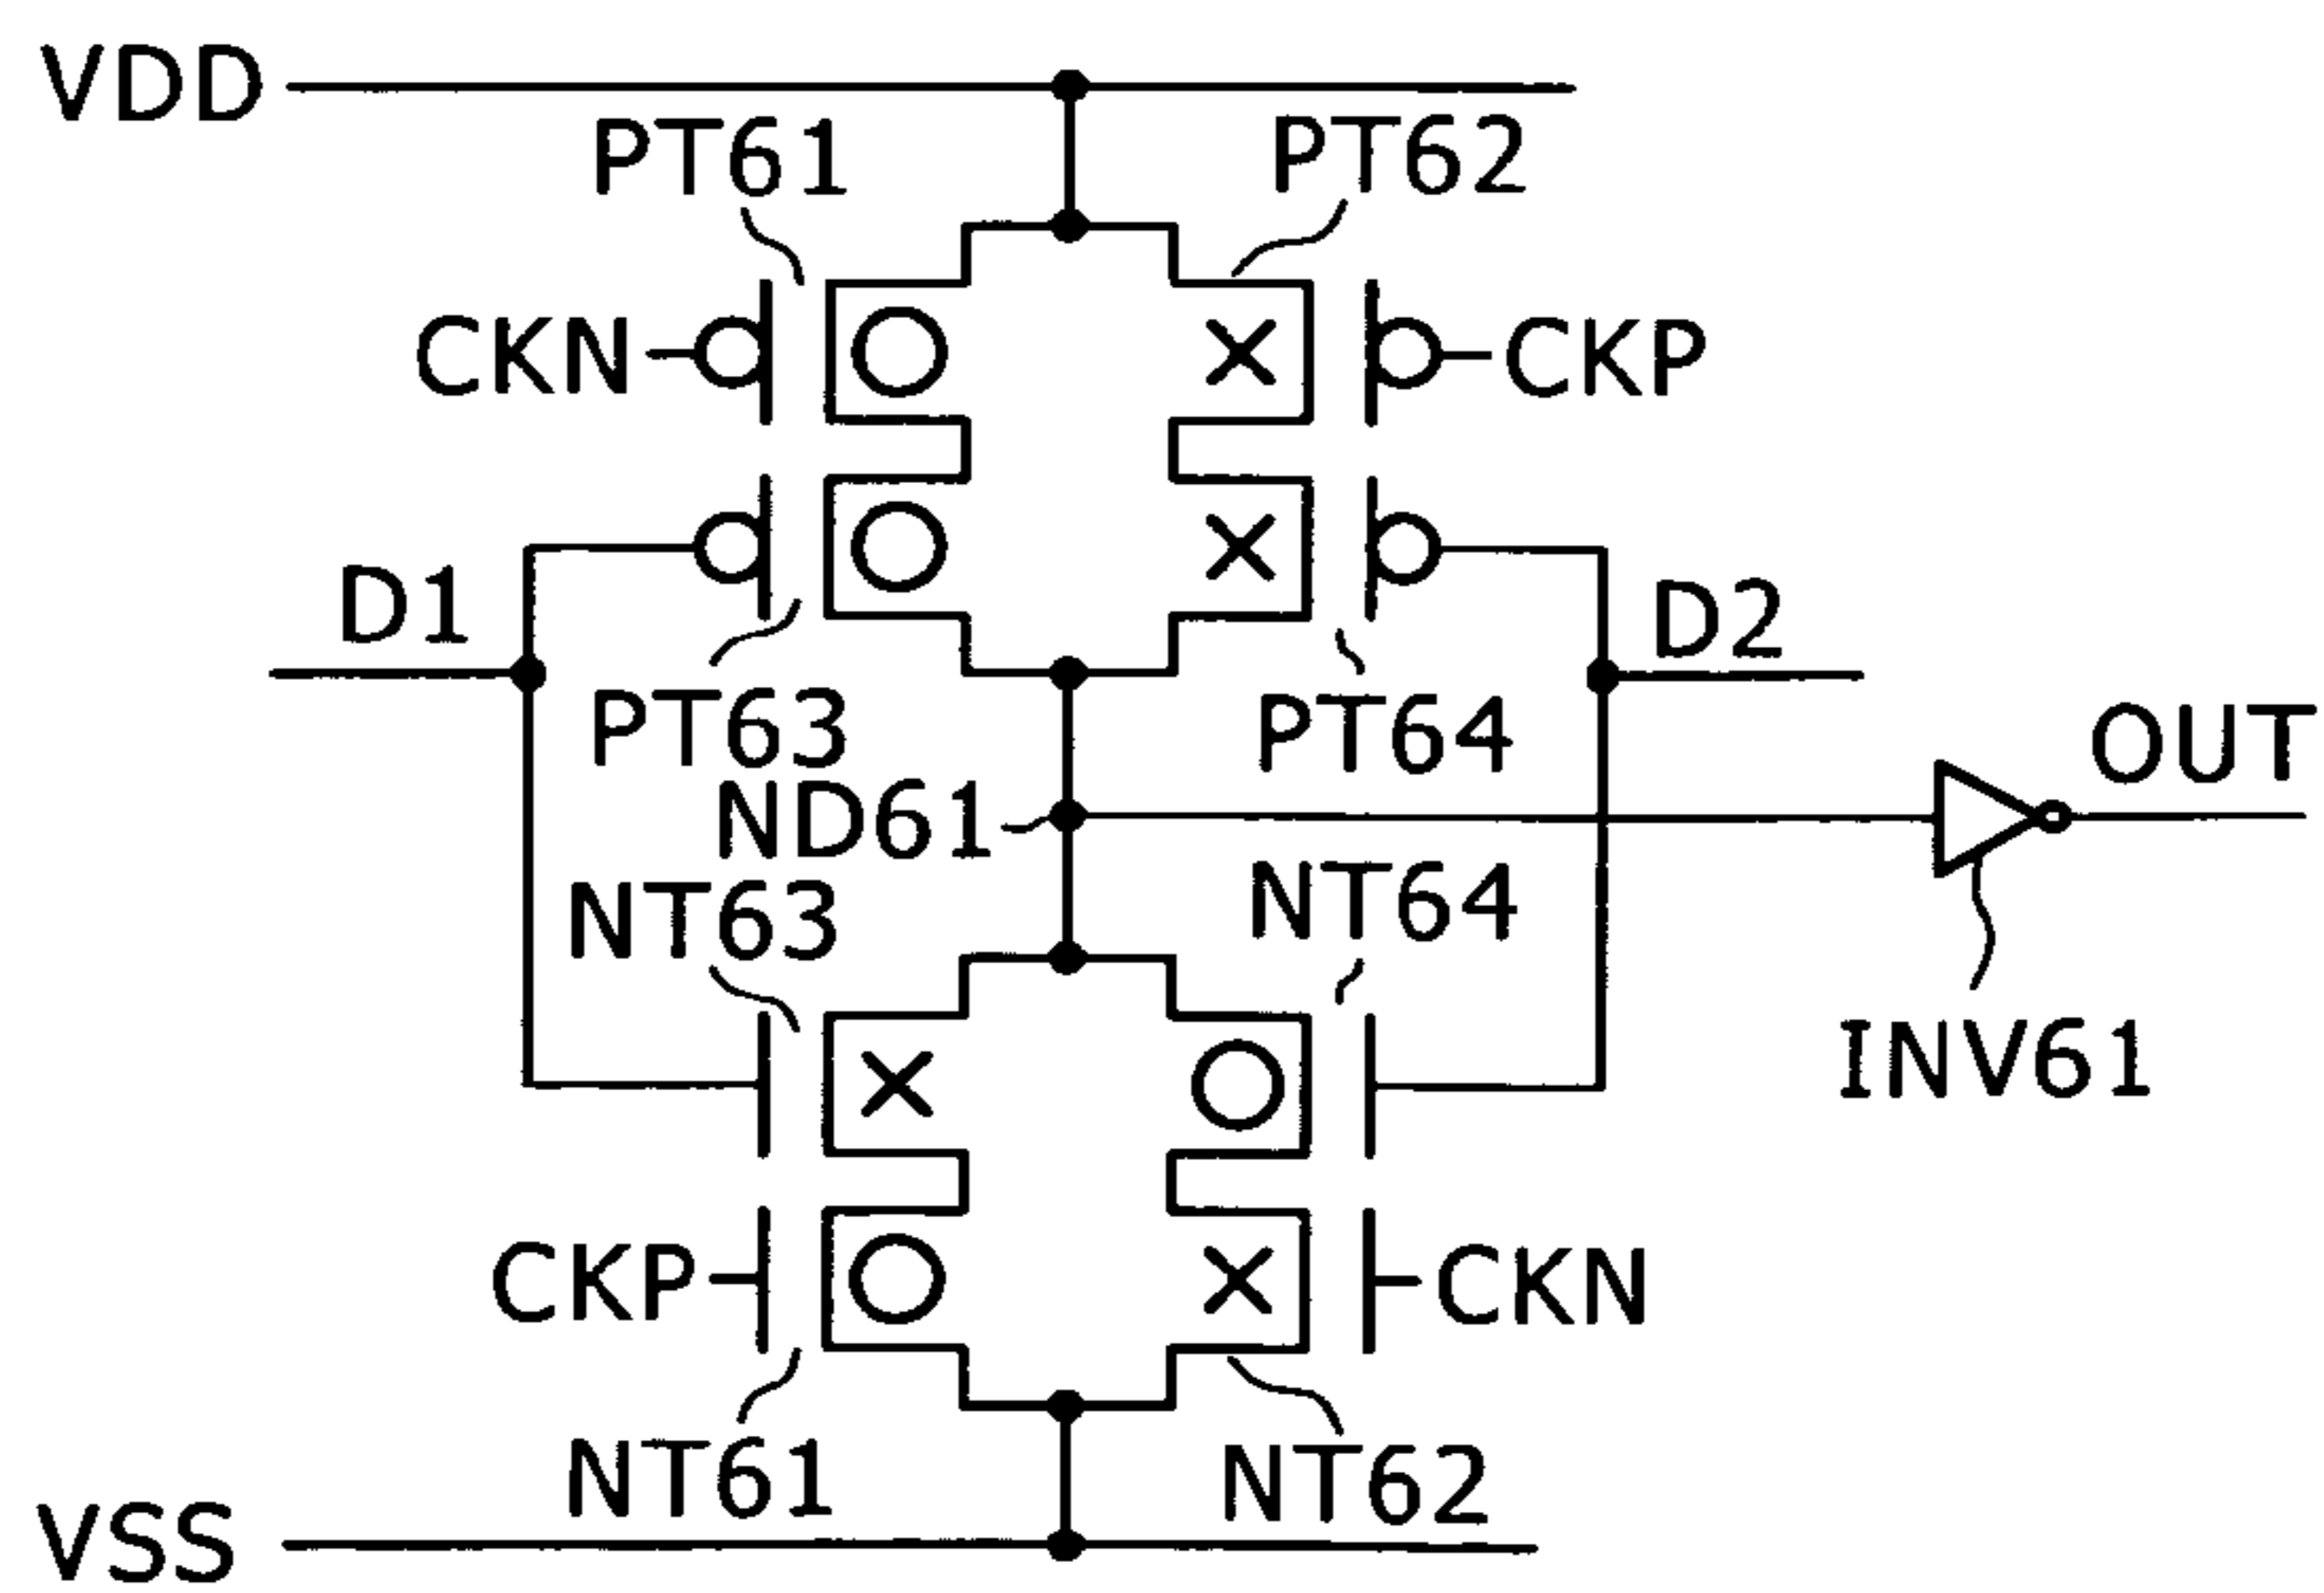 VDD
PT61
PT62
CKN
CKP
D1
D2
PT63
PT64
OUT
ND61
NT63
NT64
INV61
CKP
CKN
NT61
NT62
VSS